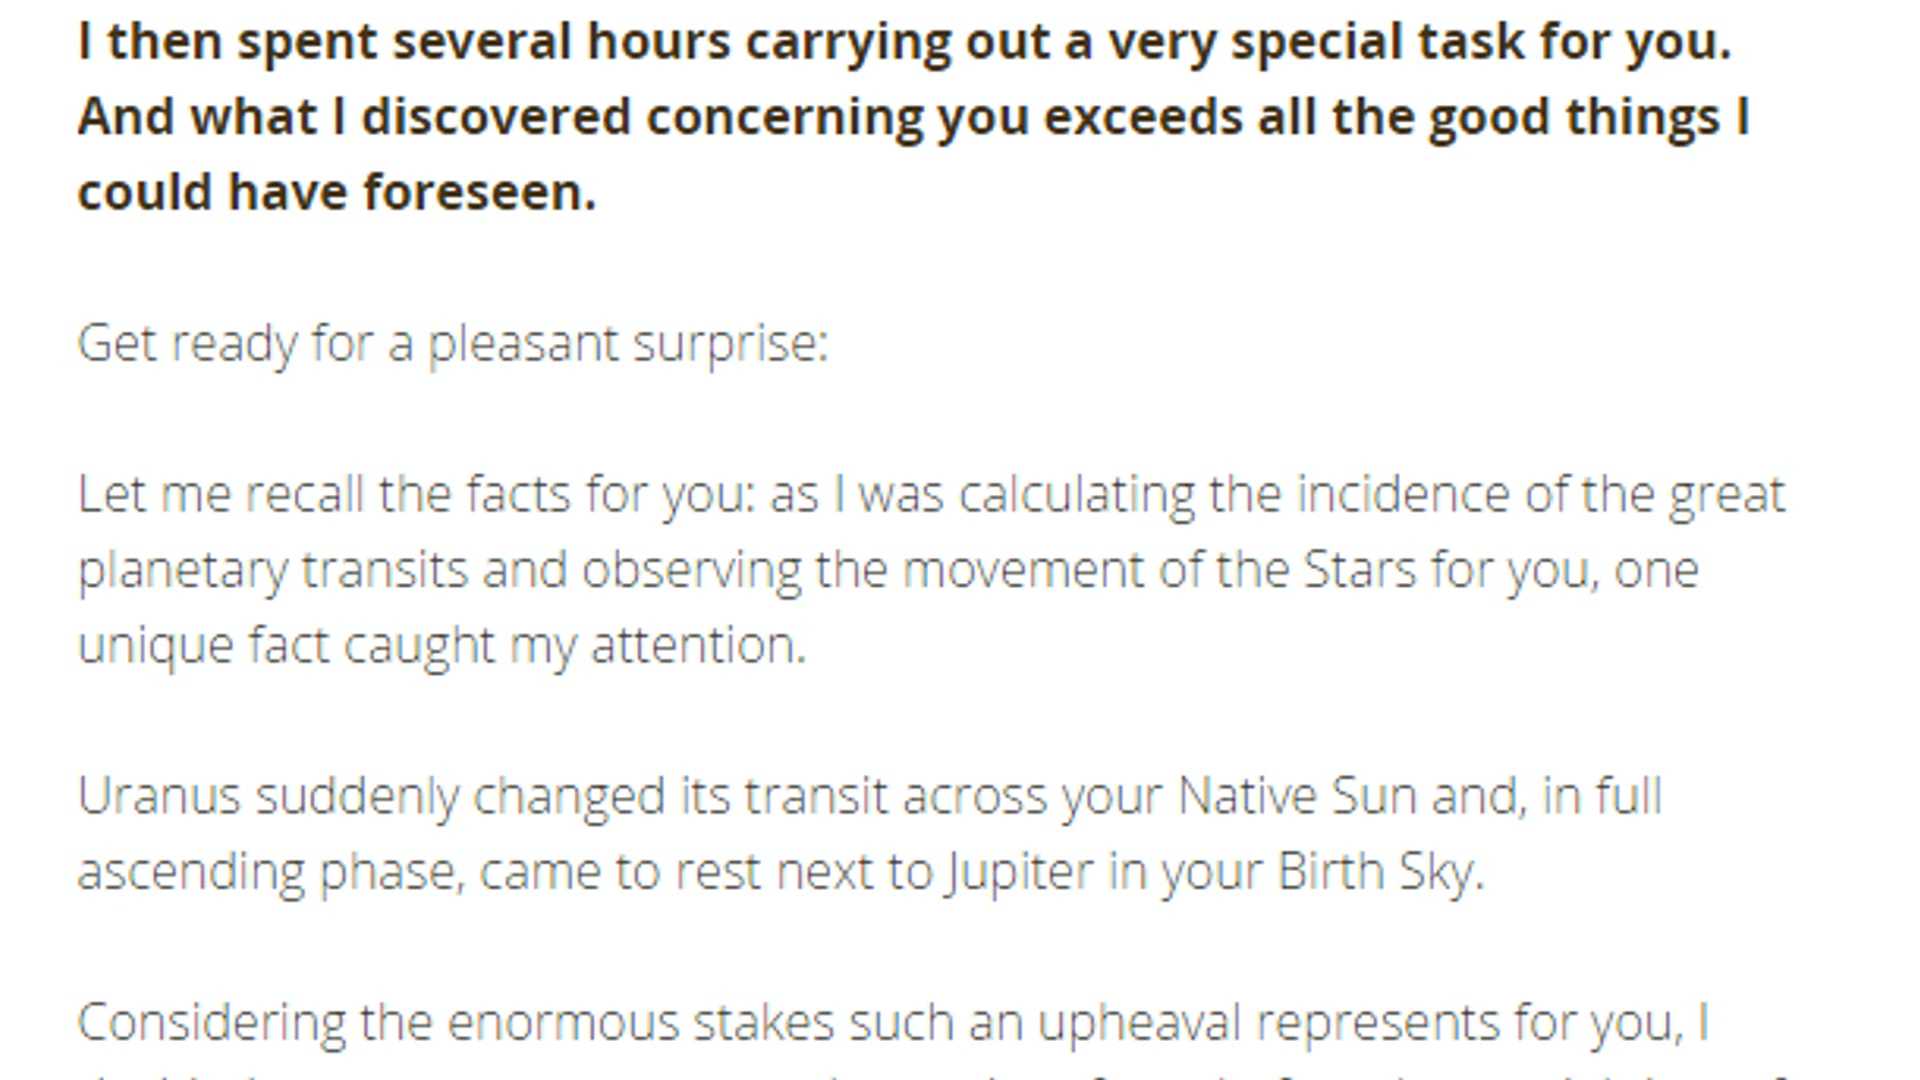 I then spent several hours carrying out a very special task for you.
And what I discovered concerning you exceeds all the good things I
could have foreseen.
Get ready for a pleasant surprise:
Let me recall the facts for you: as I was calculating the incidence of the great
planetary transits and observing the movement of the Stars for you, one
unique fact caught my attention.
Uranus suddenly changed its transit across your Native Sun and, in full
ascending phase, came to rest next to Jupiter in your Birth Sky.
Considering the enormous stakes such an upheaval represents for you, I